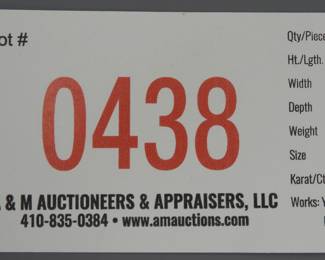 ot #
0438
& M AUCTIONEERS & APPRAISERS, LLC
410-835-0384 • www.amauctions.com
Qty/Piece
Ht./Lgth.
Width
Depth
Weight
Size
Karat/Ct
Works: Y